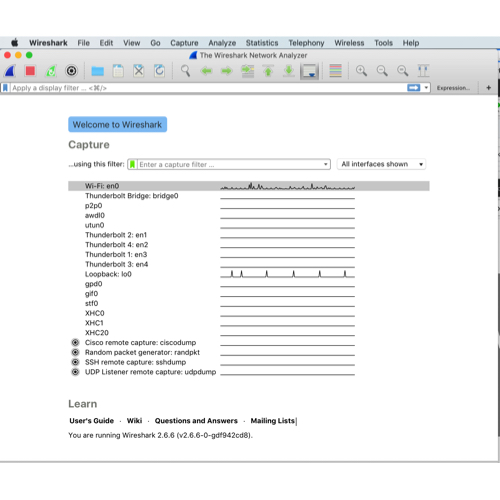 Wireshark File Edit View Go Capture Analyze Statistics Telephony Wireless Tools Help
The Wireshark Network Analyzer
Apply a display filter ... <⌘/> Expression... +
Welcome to Wireshark
Capture
...using this filter: Enter a capture filter ... All interfaces shown
Wi-Fi: en0
Thunderbolt Bridge: bridge0
p2p0
awdl0
utun0
Thunderbolt 2: en1
Thunderbolt 4: en2
Thunderbolt 1: en3
Thunderbolt 3: en4
Loopback: lo0
gpd0
gif0
stf0
XHC0
XHC1
XHC20
Cisco remote capture: ciscodump
Random packet generator: randpkt
SSH remote capture: sshdump
UDP Listener remote capture: udpdump
Learn
User's Guide · Wiki · Questions and Answers · Mailing Lists
You are running Wireshark 2.6.6 (v2.6.6-0-gdf942cd8).